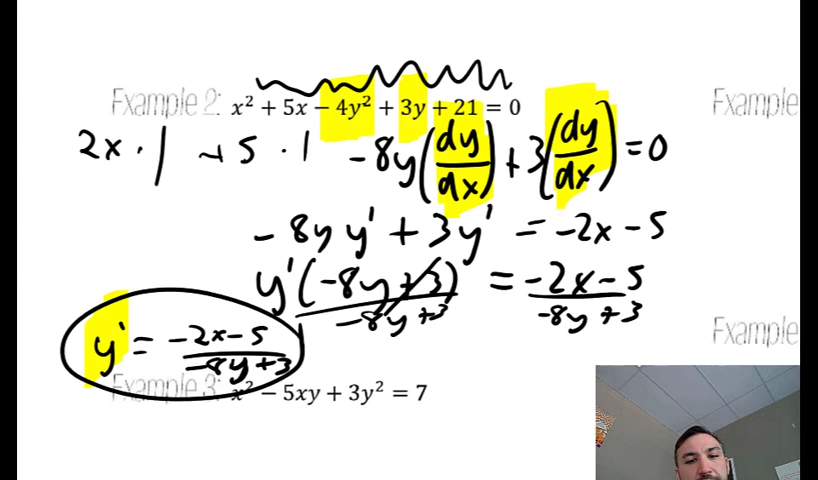 Example 2: x² + 5x − 4y² + 3y + 21 = 0
Example
2x · 1 + 5 · 1 − 8y(dy/dx) + 3(dy/dx) = 0
− 8y y' + 3y' = −2x − 5
y'(−8y + 3) / −8y + 3 = −2x − 5 / −8y + 3
Example
y' = −2x − 5 / −8y + 3
Example 3: x² − 5xy + 3y² = 7